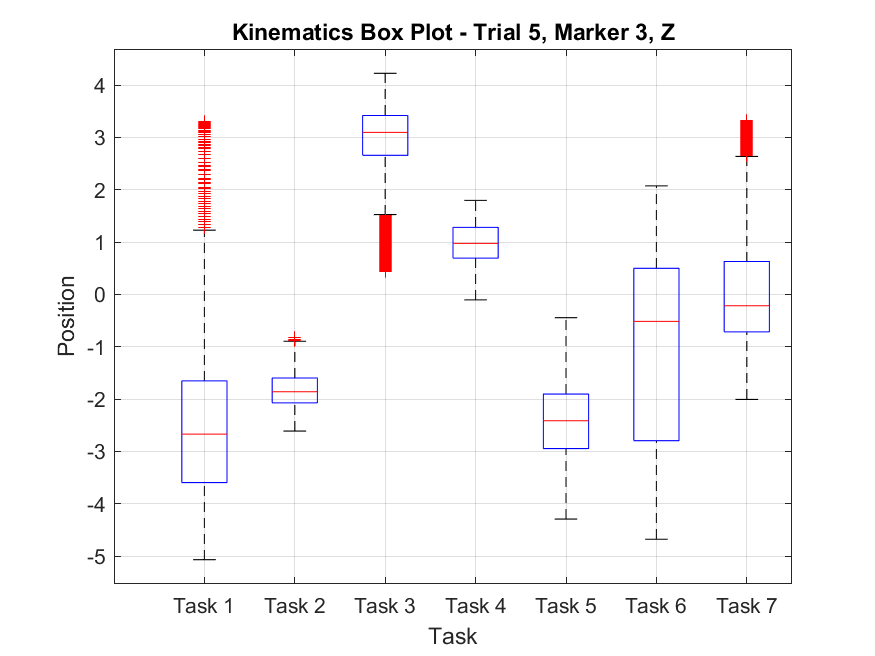 Kinematics Box Plot - Trial 5, Marker 3, Z
4
3
2
1
0
-1
-2
-3
-4
-5
Position
Task 1 Task 2 Task 3 Task 4 Task 5 Task 6 Task 7
Task